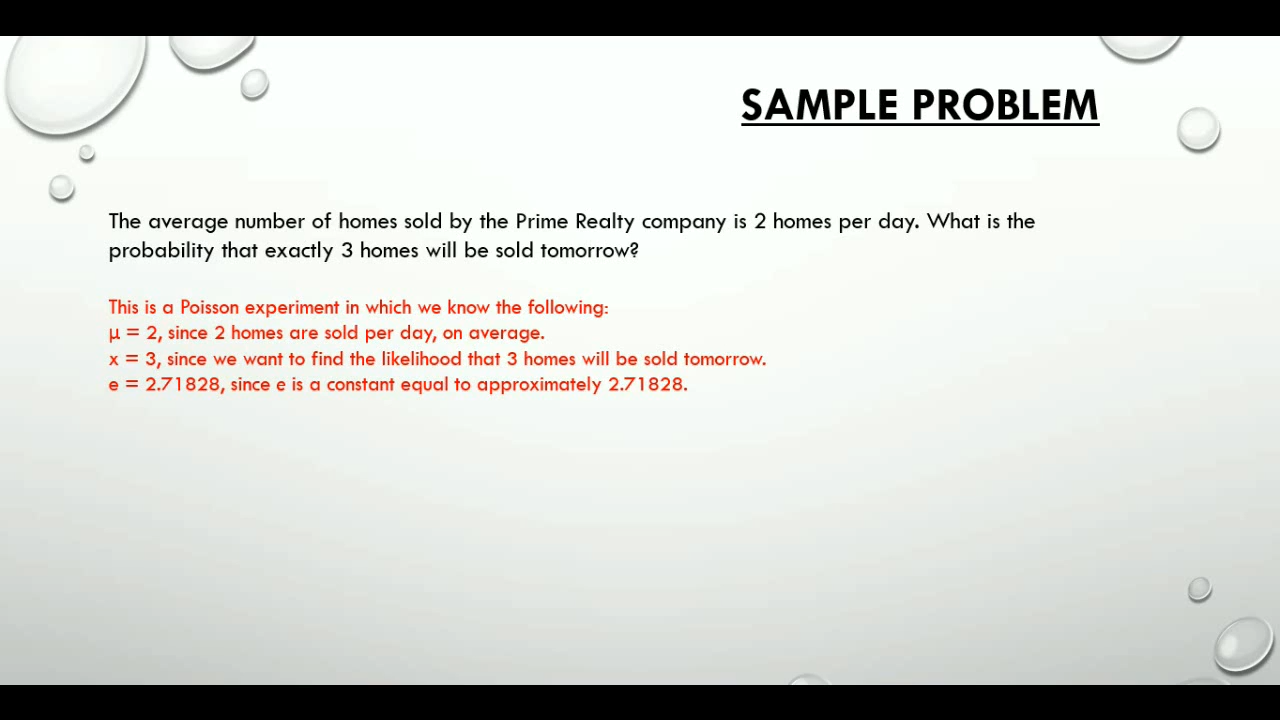 SAMPLE PROBLEM
The average number of homes sold by the Prime Realty company is 2 homes per day. What is the
probability that exactly 3 homes will be sold tomorrow?
This is a Poisson experiment in which we know the following:
μ = 2, since 2 homes are sold per day, on average.
x = 3, since we want to find the likelihood that 3 homes will be sold tomorrow.
e = 2.71828, since e is a constant equal to approximately 2.71828.